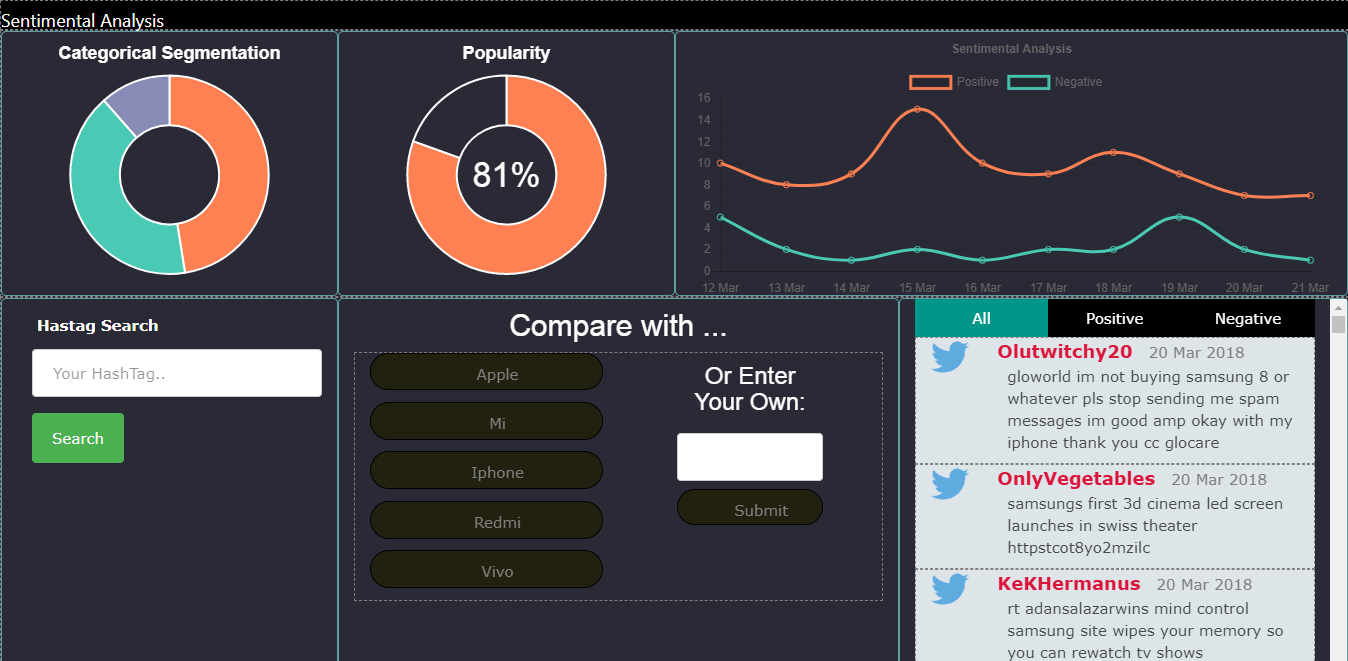 Sentimental Analysis
Categorical Segmentation
Popularity
81%
Sentimental Analysis
Positive
Negative
16
14
12
10
8
6
4
2
0
12 Mar 13 Mar 14 Mar 15 Mar 16 Mar 17 Mar 18 Mar 19 Mar 20 Mar 21 Mar
Hastag Search
Your HashTag..
Search
Compare with ...
Apple
Mi
Iphone
Redmi
Vivo
Or Enter
Your Own:
Submit
All Positive Negative
Olutwitchy20 20 Mar 2018
gloworld im not buying samsung 8 or
whatever pls stop sending me spam
messages im good amp okay with my
iphone thank you cc glocare
OnlyVegetables 20 Mar 2018
samsungs first 3d cinema led screen
launches in swiss theater
httpstcot8yo2mzilc
KeKHermanus 20 Mar 2018
rt adansalazarwins mind control
samsung site wipes your memory so
you can rewatch tv shows